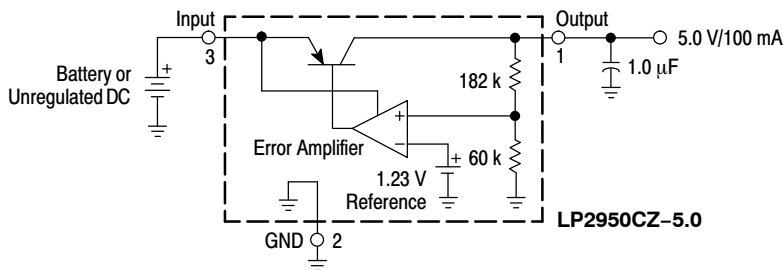 Input
3
Output
1
5.0 V/100 mA
Battery or
Unregulated DC
+
182 k
1.0 μF
Error Amplifier
+
−
60 k
+
1.23 V
Reference
GND 2
LP2950CZ−5.0